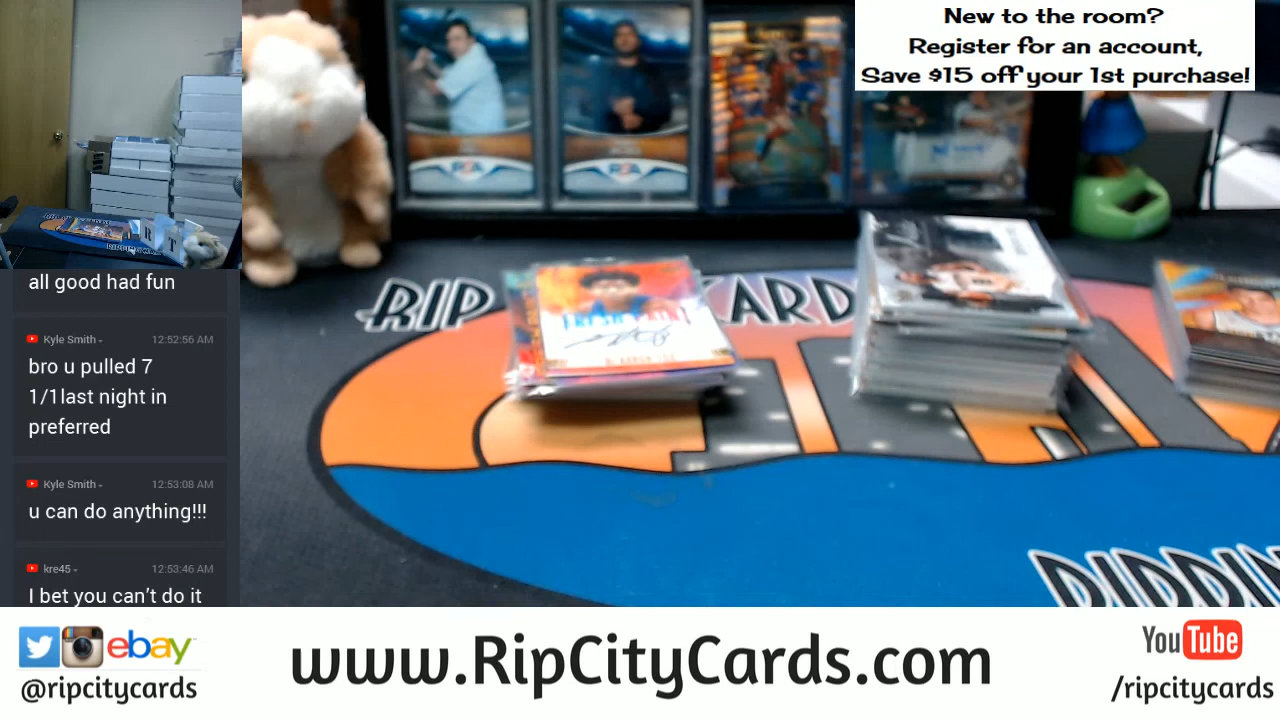 New to the room?
Register for an account,
Save $15 off your 1st purchase!
R
T
all good had fun
Kyle Smith
12:52:56 AM
bro u pulled 7
1/1last night in
preferred
Kyle Smith
12:53:08 AM
u can do anything!!!
kre45
12:53:46 AM
I bet you can't do it
RIP
CARD
RIPPIN
ebay
@ripcitycards
www.RipCityCards.com
YouTube
/ripcitycards